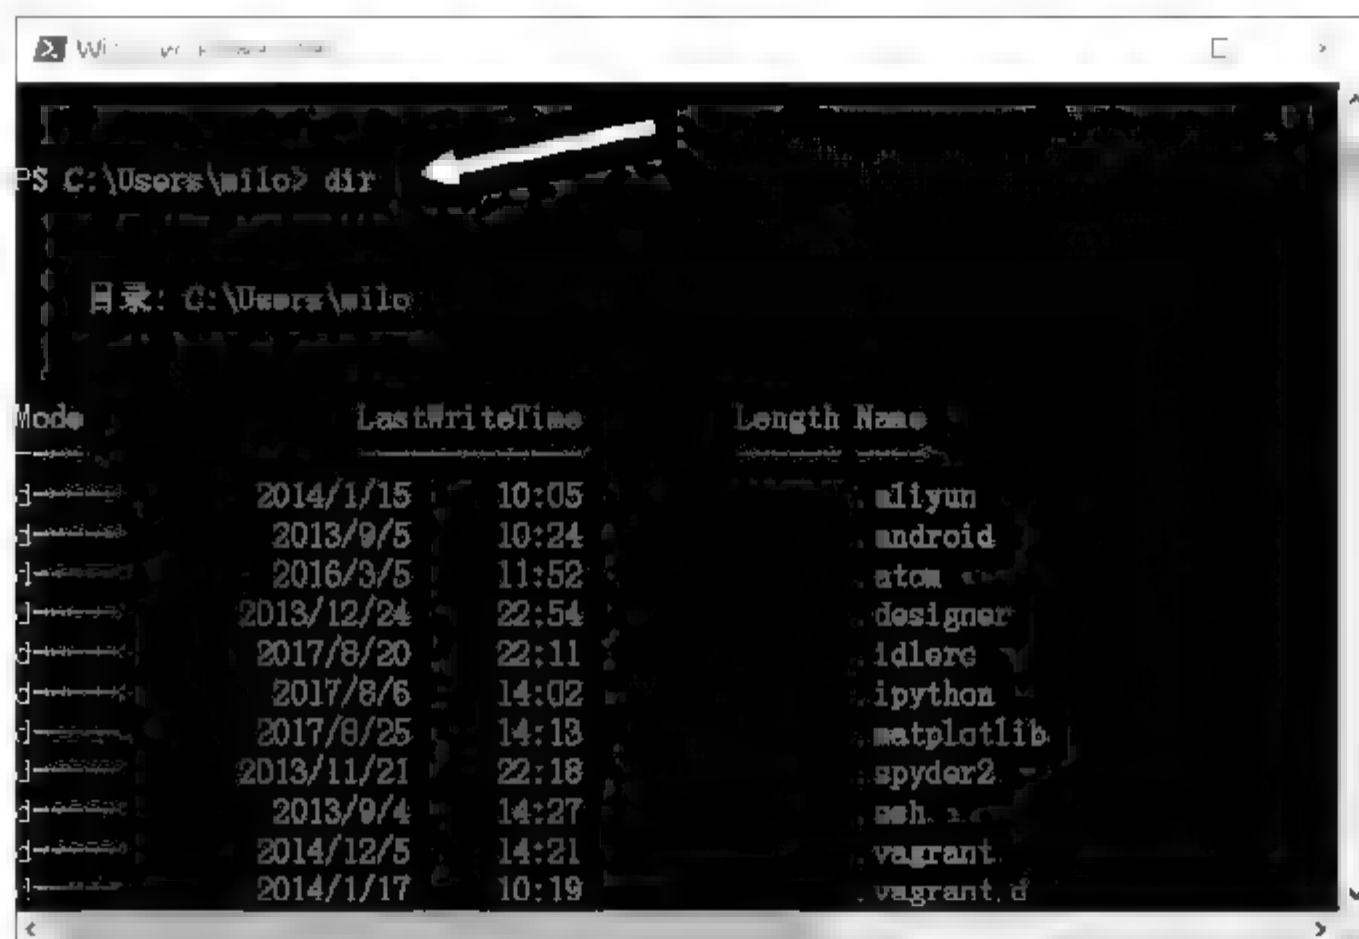 PS C:\Users\milo> dir
目录: C:\Users\milo
Mode LastWriteTime Length Name
d----- 2014/1/15 10:05 .aliyun
d----- 2013/9/5 10:24 .android
d----- 2016/3/5 11:52 .atom
d----- 2013/12/24 22:54 .designer
d----- 2017/8/20 22:11 .idlerc
d----- 2017/8/6 14:02 .ipython
d----- 2017/8/25 14:13 .matplotlib
d----- 2013/11/21 22:18 .spyder2
d----- 2013/9/4 14:27 .ssh
d----- 2014/12/5 14:21 .vagrant
d----- 2014/1/17 10:19 .vagrant.d